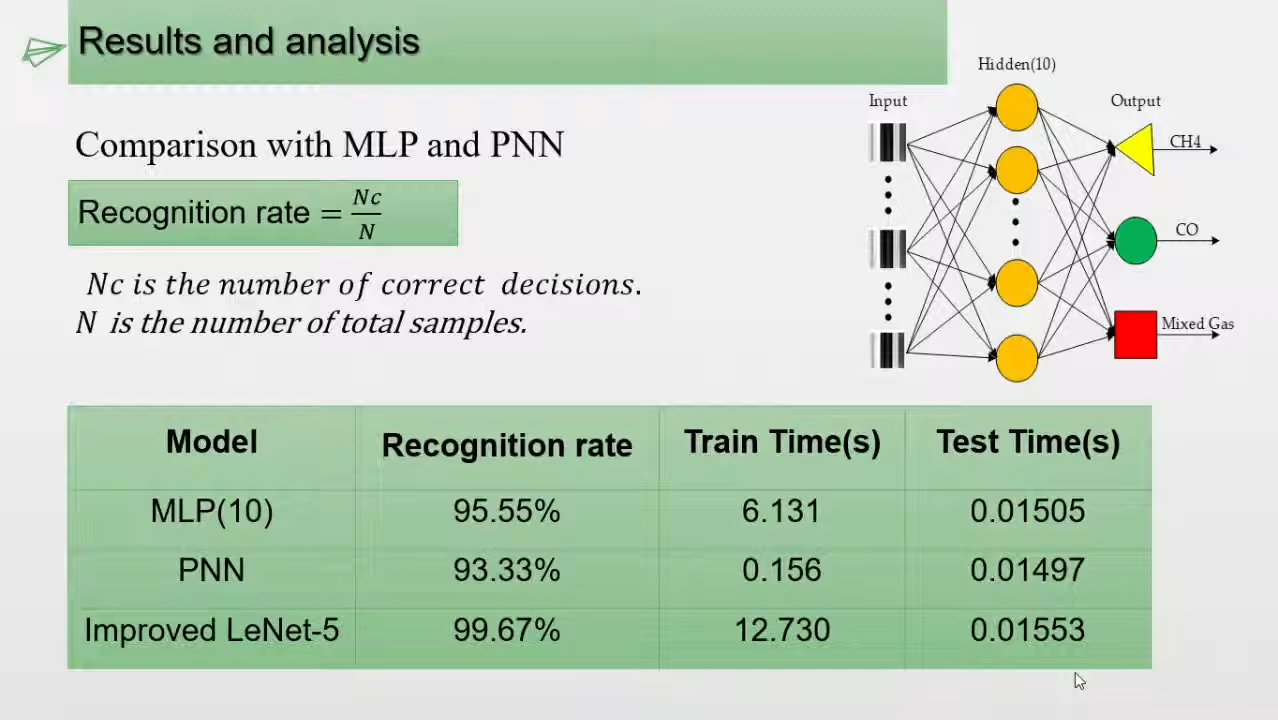 Results and analysis
Comparison with MLP and PNN
Recognition rate = Nc/N
Nc is the number of correct decisions.
N is the number of total samples.
Hidden(10)
Input
Output
CH4
CO
Mixed Gas
Model Recognition rate Train Time(s) Test Time(s)
MLP(10) 95.55% 6.131 0.01505
PNN 93.33% 0.156 0.01497
Improved LeNet-5 99.67% 12.730 0.01553